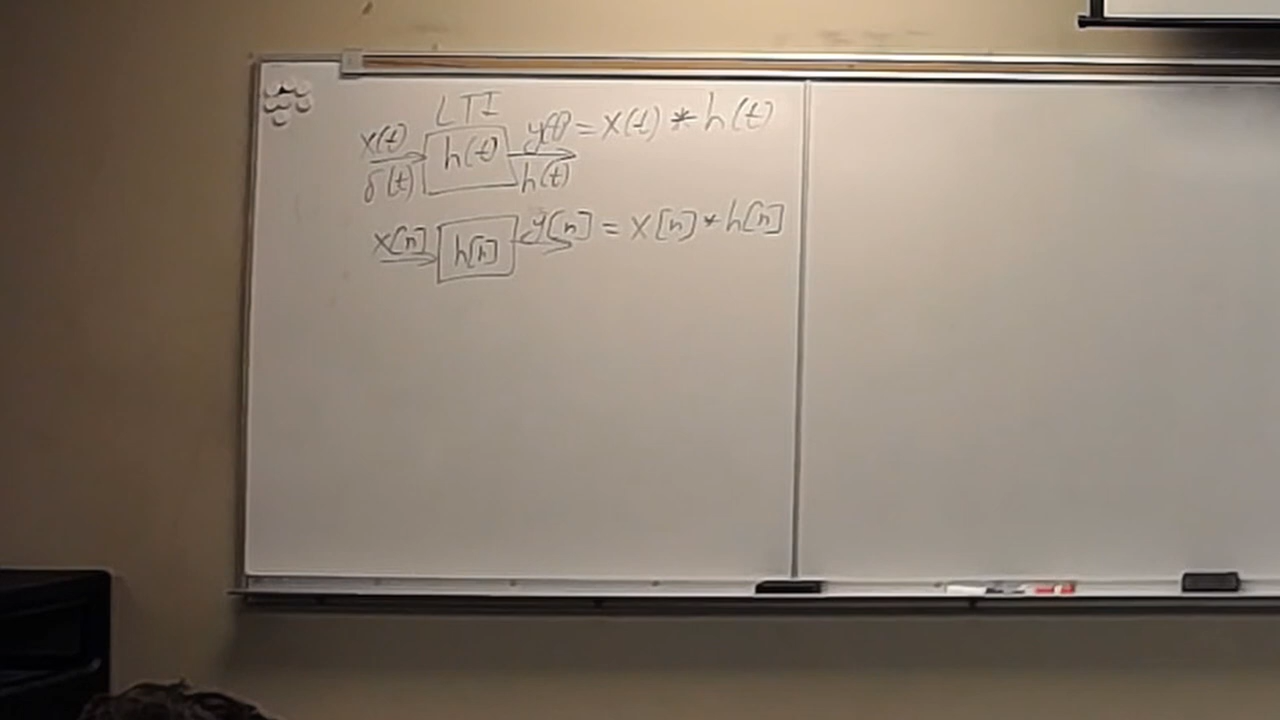 LTI
x(t) h(t) y(t) = x(t) * h(t)
δ(t) h(t)
x[n] h[n] y[n] = x[n] * h[n]